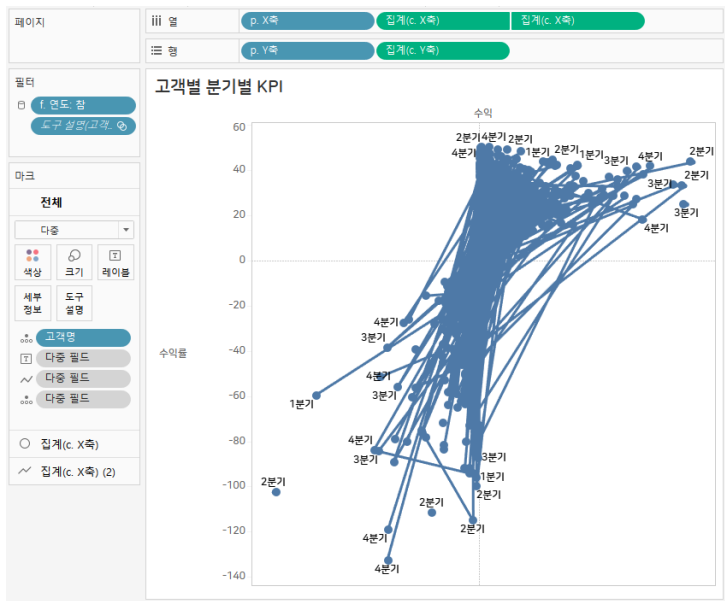 페이지
iii 열
p. X축
집계(c. X축)
집계(c. X축)
행
p. Y축
집계(c. Y축)
필터
f. 연도: 참
도구 설명(고객..
마크
전체
다중
색상
크기
레이블
세부
정보
도구
설명
고객명
다중 필드
다중 필드
다중 필드
집계(c. X축)
집계(c. X축) (2)
고객별 분기별 KPI
수익
수익률
60
40
20
0
-20
-40
-60
-80
-100
-120
-140
2분기
4분기
2분기
4분기
1분기
2분기
1분기
3분기
4분기
2분기
3분기
2분기
3분기
4분기
4분기
3분기
4분기
3분기
1분기
4분기
3분기
3분기
1분기
2분기
2분기
2분기
2분기
4분기
4분기